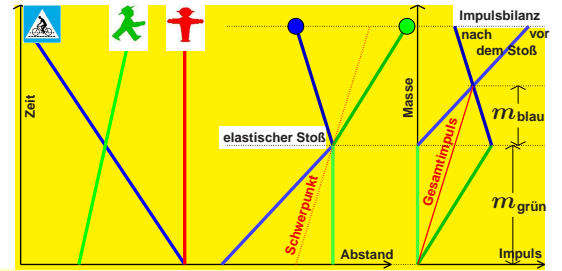 Zeit
elastischer Stoß
Schwerpunkt
Abstand
Masse
Impulsbilanz
nach vor
dem Stoß
Gesamtimpuls
m blau
m grün
Impuls